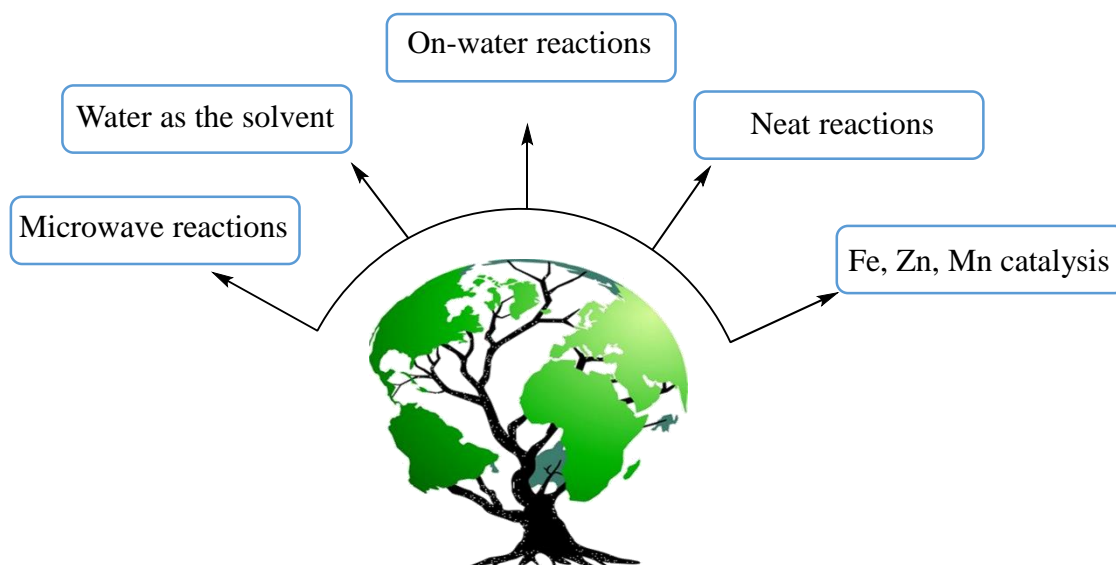 On-water reactions
Water as the solvent
Neat reactions
Microwave reactions
Fe, Zn, Mn catalysis